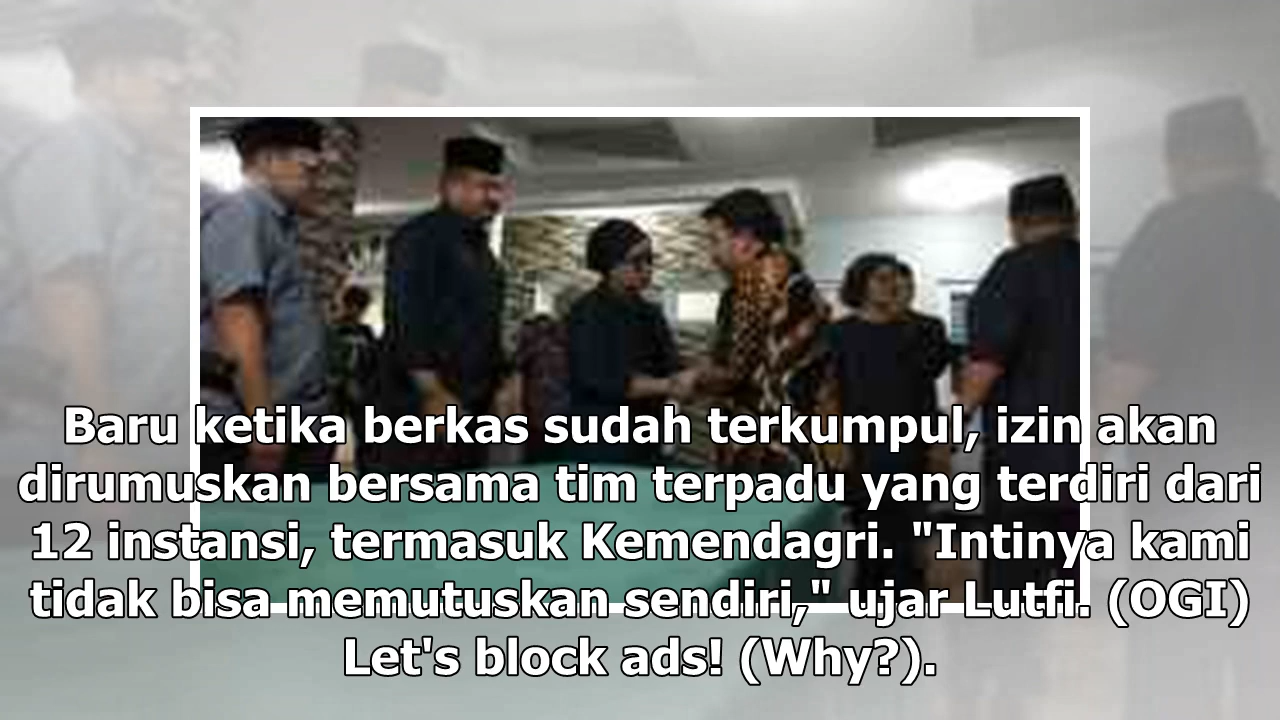 Baru ketika berkas sudah terkumpul, izin akan
dirumuskan bersama tim terpadu yang terdiri dari
12 instansi, termasuk Kemendagri. "Intinya kami
tidak bisa memutuskan sendiri," ujar Lutfi. (OGI)
Let's block ads! (Why?).